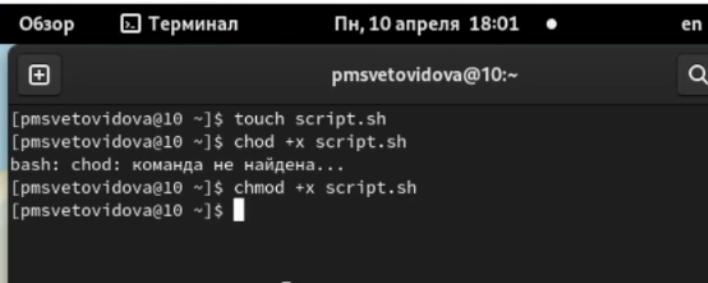 Обзор Терминал Пн, 10 апреля 18:01 en
pmsvetovidova@10:~
[pmsvetovidova@10 ~]$ touch script.sh
[pmsvetovidova@10 ~]$ chod +x script.sh
bash: chod: команда не найдена...
[pmsvetovidova@10 ~]$ chmod +x script.sh
[pmsvetovidova@10 ~]$